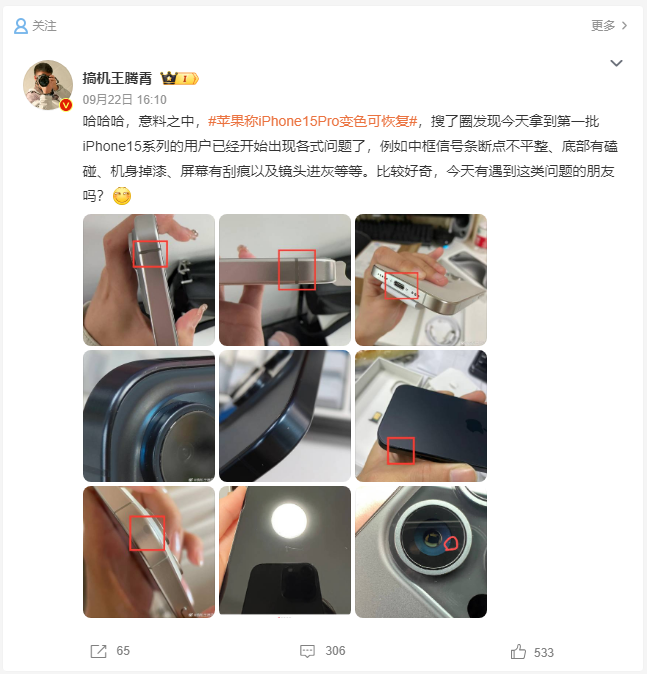 关注
更多
搞机王腾霄
1
09月22日 16:10
哈哈哈，意料之中，#苹果称iPhone15Pro变色可恢复#，搜了圈发现今天拿到第一批
iPhone15系列的用户已经开始出现各式问题了，例如中框信号条断点不平整、底部有磕
碰、机身掉漆、屏幕有刮痕以及镜头进灰等等。比较好奇，今天有遇到这类问题的朋友
吗？
65
306
533